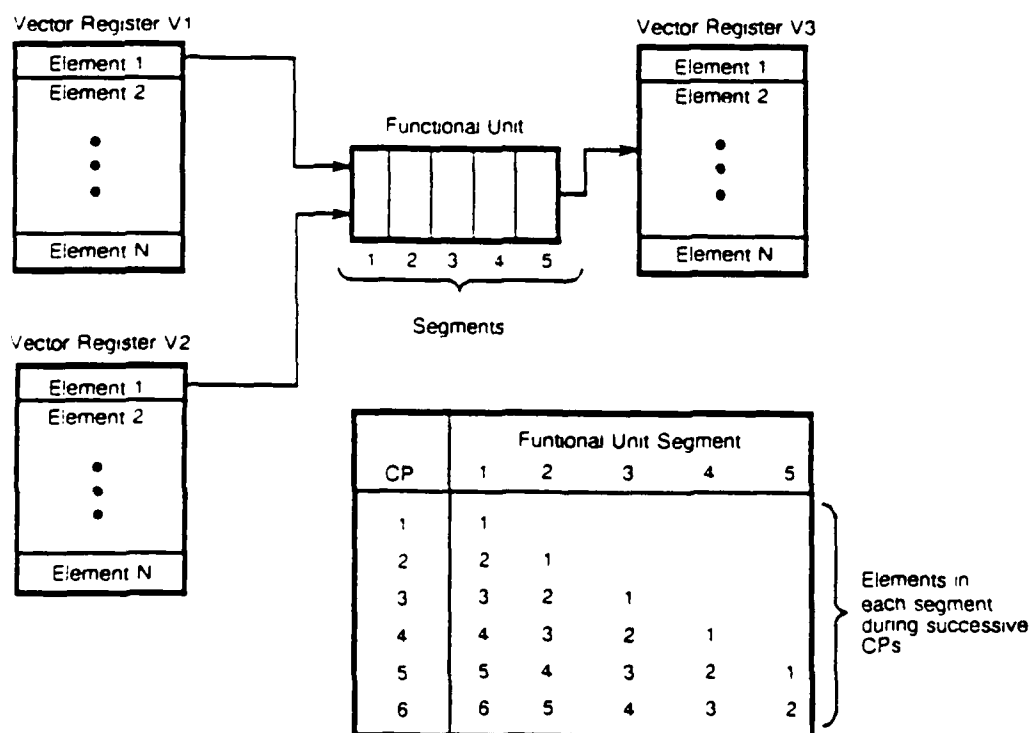 Vector Register V1
Element 1
Element 2
Element N
Vector Register V2
Element 1
Element 2
Element N
Functional Unit
1 2 3 4 5
Segments
Vector Register V3
Element 1
Element 2
Element N
Funtional Unit Segment
CP 1 2 3 4 5
1 1
2 2 1
3 3 2 1
4 4 3 2 1
5 5 4 3 2 1
6 6 5 4 3 2
Elements in
each segment
during successive
CPs